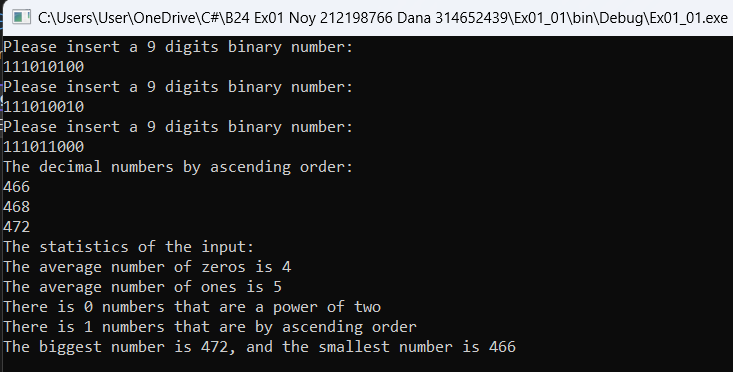 C:\Users\User\OneDrive\C#\B24 Ex01 Noy 212198766 Dana 314652439\Ex01_01\bin\Debug\Ex01_01.exe
Please insert a 9 digits binary number:
111010100
Please insert a 9 digits binary number:
111010010
Please insert a 9 digits binary number:
111011000
The decimal numbers by ascending order:
466
468
472
The statistics of the input:
The average number of zeros is 4
The average number of ones is 5
There is 0 numbers that are a power of two
There is 1 numbers that are by ascending order
The biggest number is 472, and the smallest number is 466